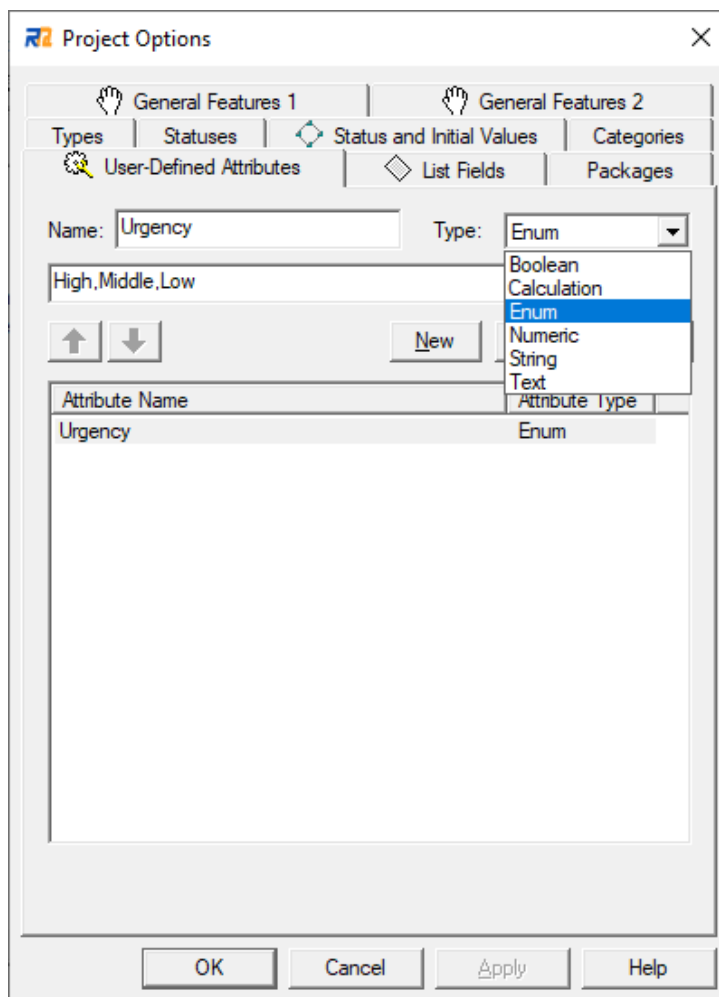 Project Options
General Features 1 General Features 2
Types Statuses Status and Initial Values Categories
User-Defined Attributes List Fields Packages
Name: Urgency Type: Enum
High,Middle,Low
Boolean
Calculation
Enum
Numeric
String
Text
New
Attribute Name Attribute Type
Urgency Enum
OK Cancel Apply Help